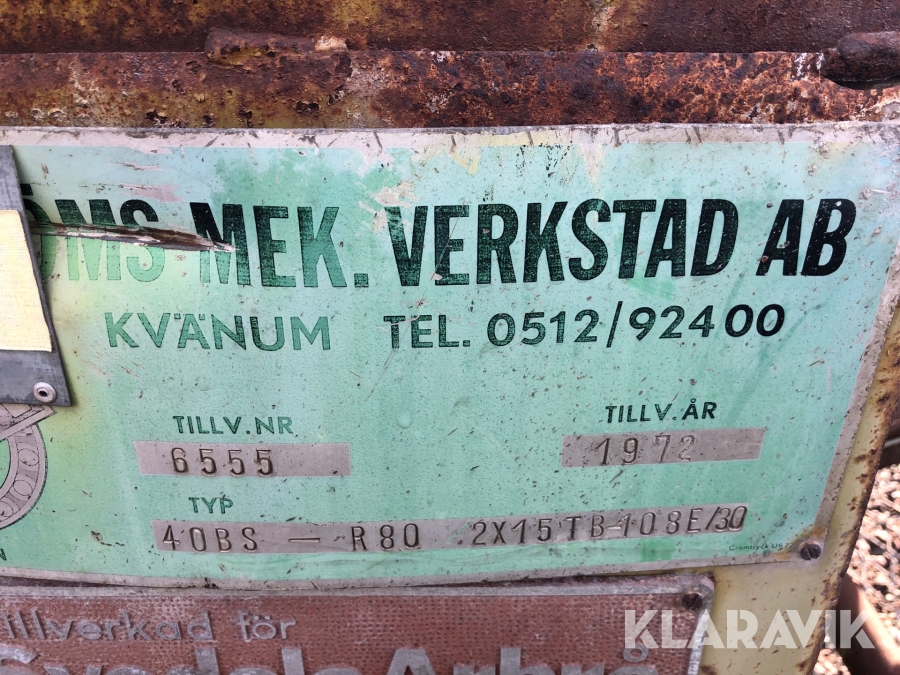 ÖMS MEK. VERKSTAD AB
KVÄNUM TEL. 0512/92400
TILLV.NR TILLV.ÅR
6555 1972
TYP
40BS — R80 2X15TB-108E/30
Cromtryck
tillverkad för
KLARAVIK